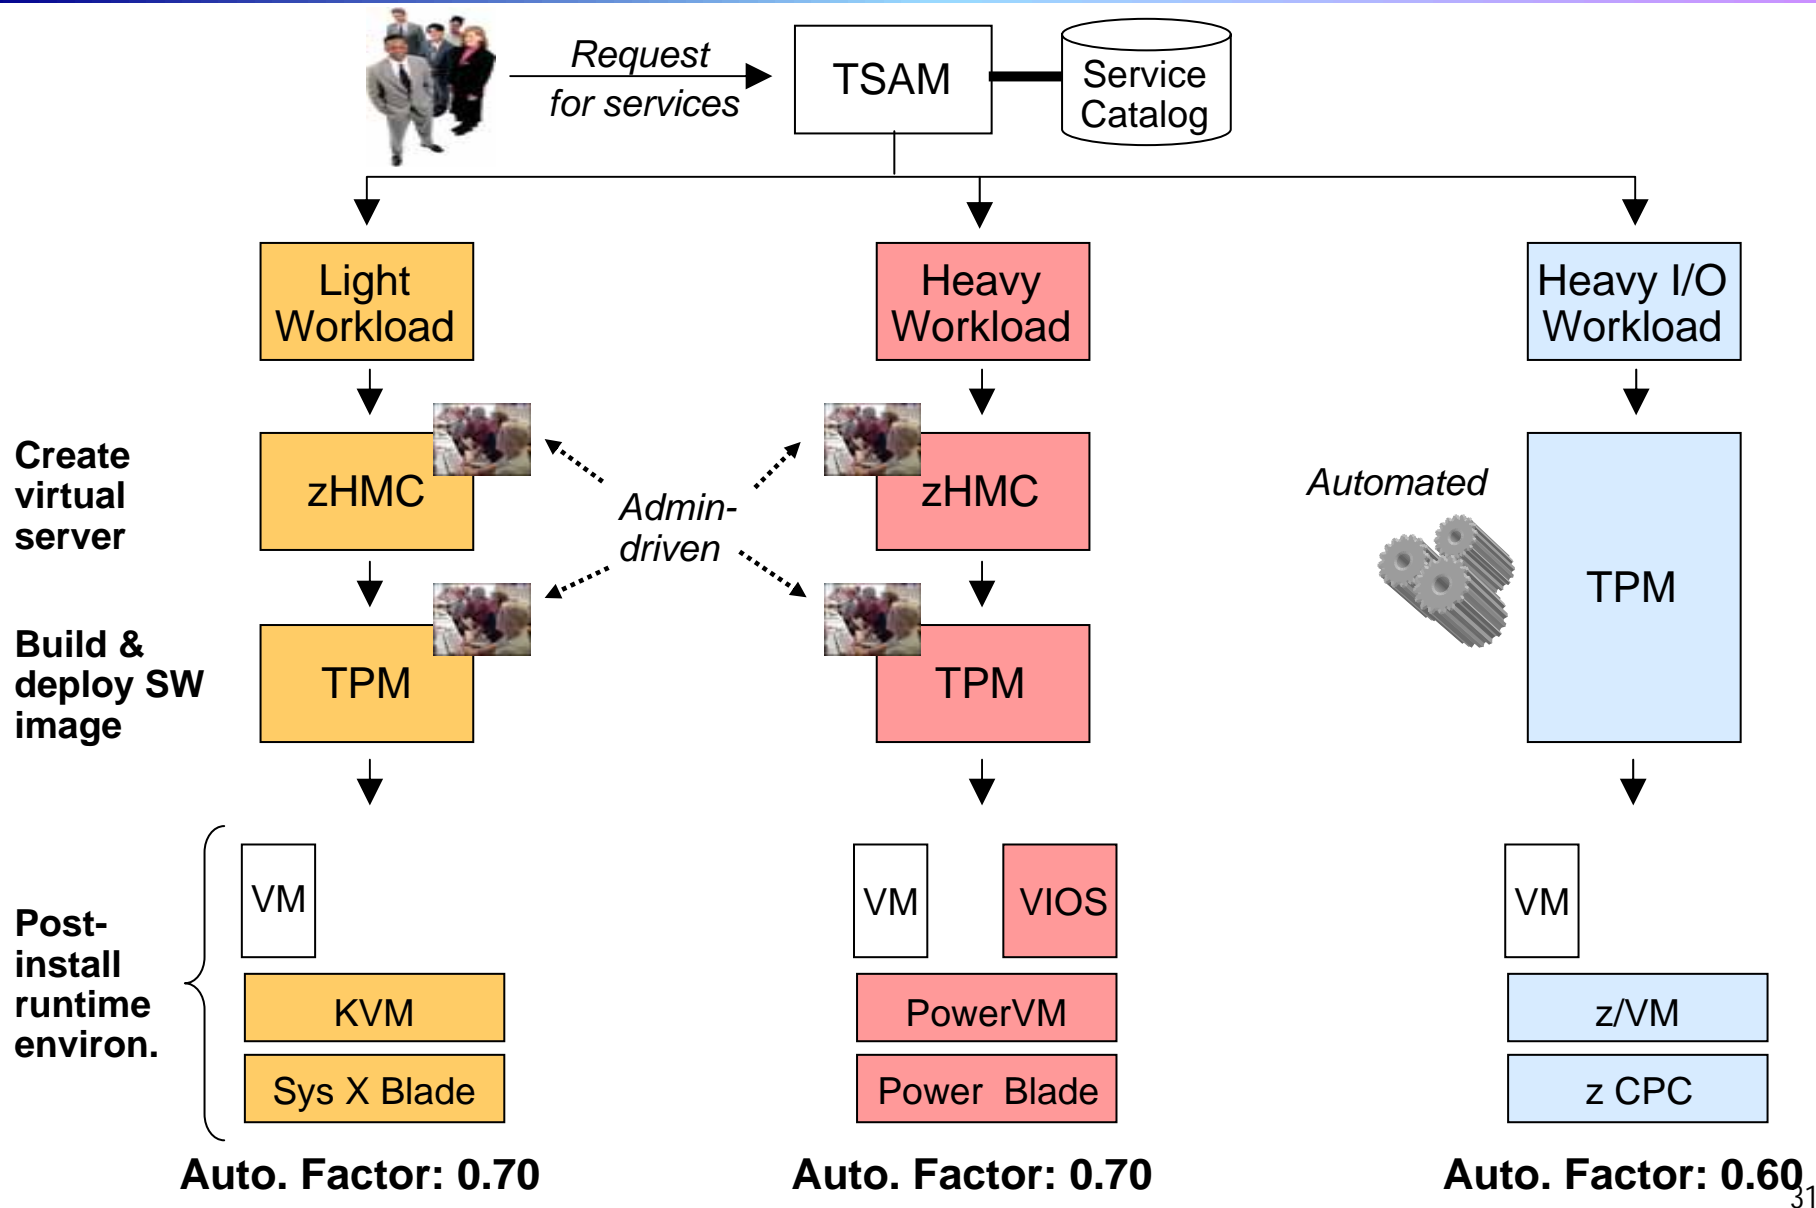 Request
for services
TSAM
Service
Catalog
Light
Workload
Heavy
Workload
Heavy I/O
Workload
Create
virtual
server
zHMC
Admin-
driven
zHMC
Automated
TPM
Build &
deploy SW
image
TPM
TPM
Post-
install
runtime
environ.
VM
VM
VIOS
VM
KVM
PowerVM
z/VM
Sys X Blade
Power Blade
z CPC
Auto. Factor: 0.70
Auto. Factor: 0.70
Auto. Factor: 0.60
31